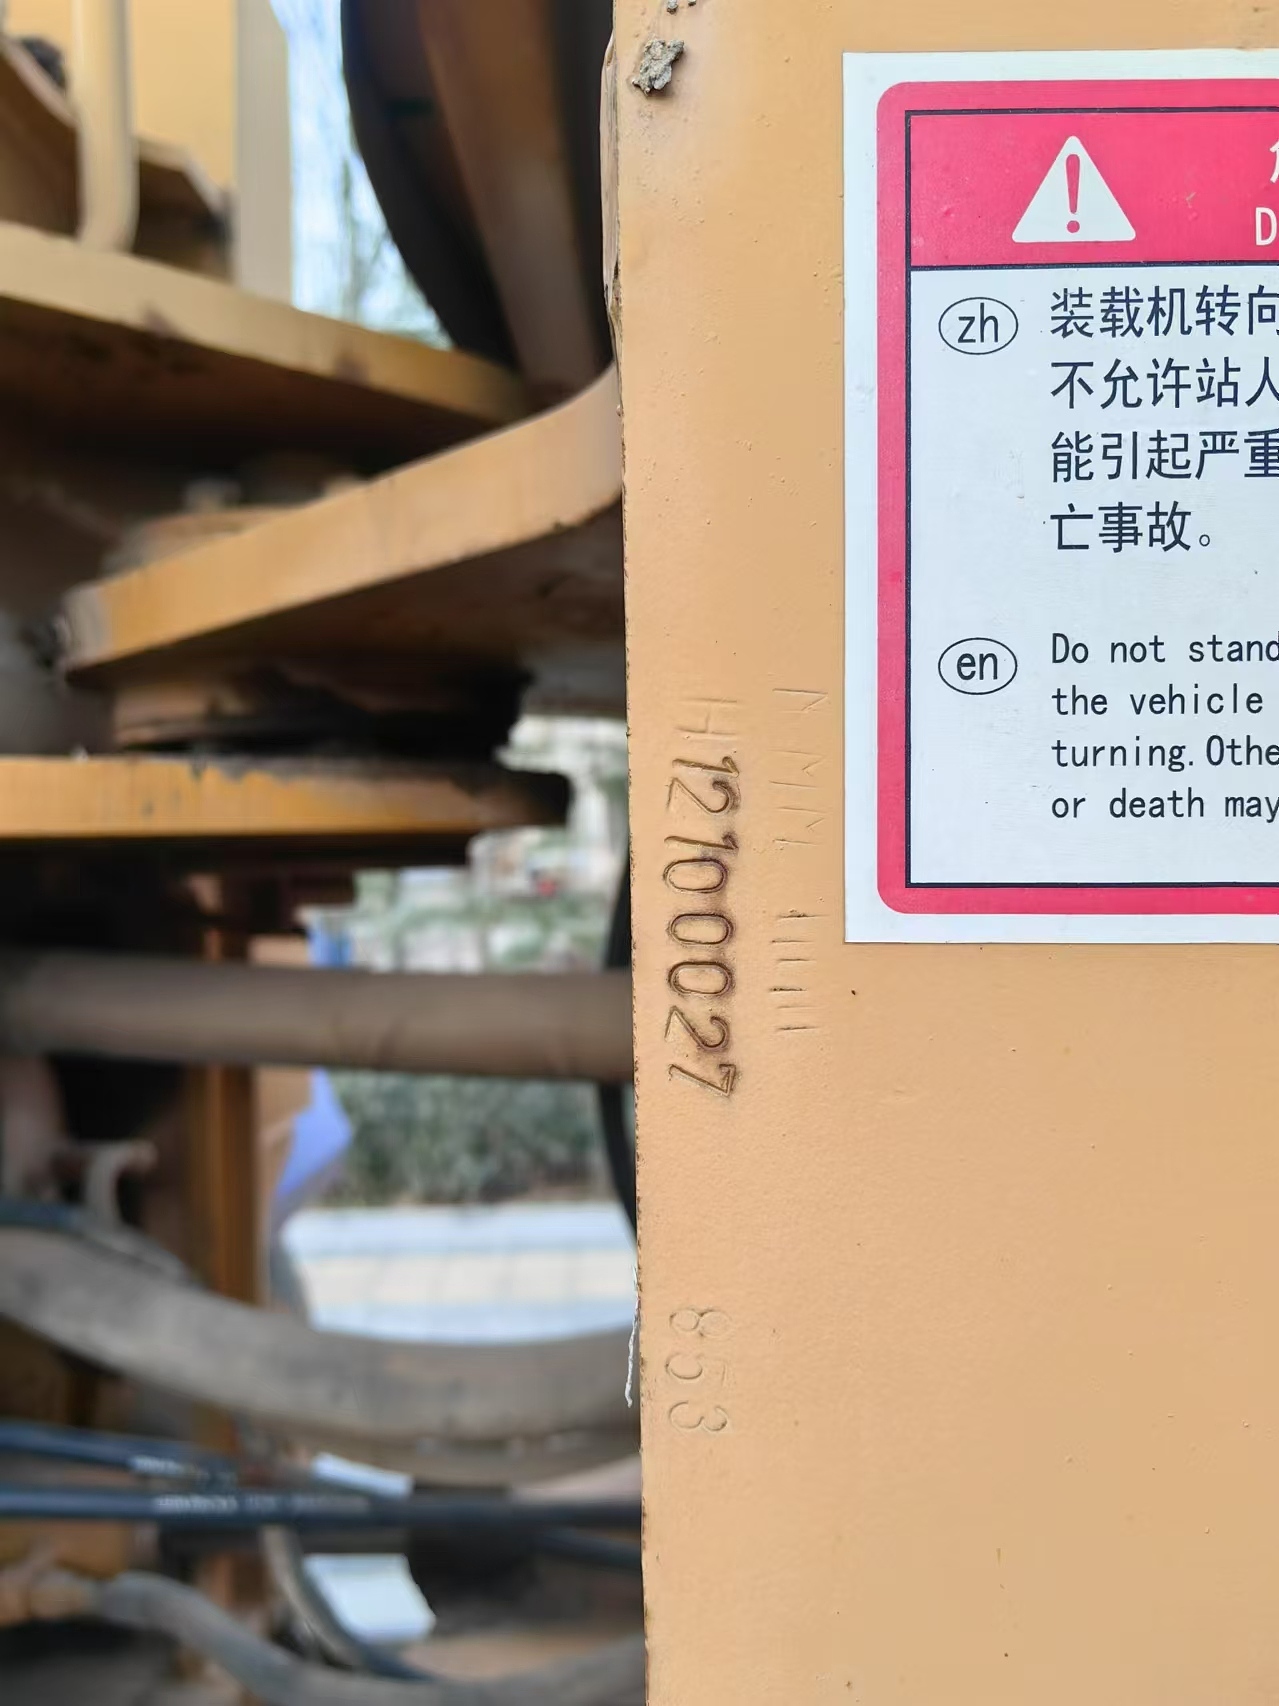 D
zh
装载机转向
不允许站人
能引起严重
亡事故。
en
Do not stand
the vehicle
turning.Othe
or death may
H12100027
853